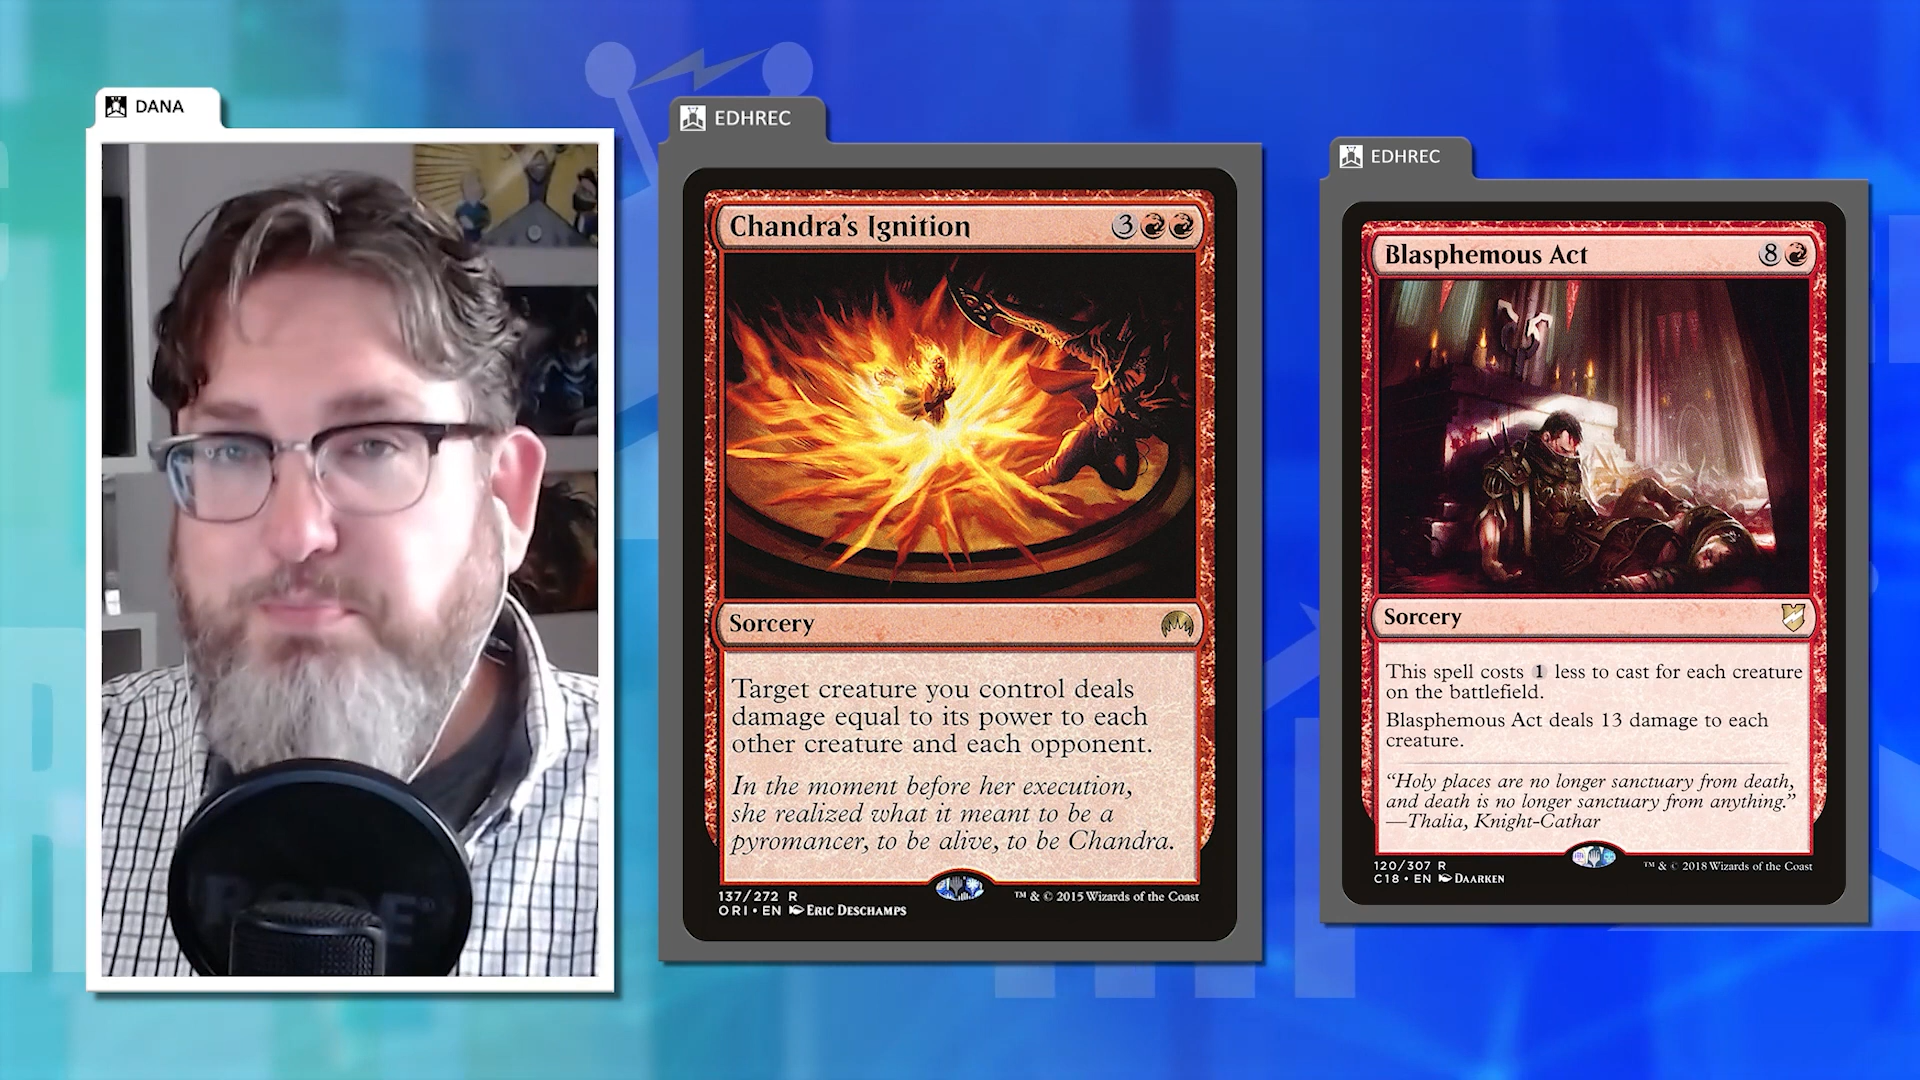 DANA
EDHREC
Chandra's Ignition 3
Sorcery
Target creature you control deals
damage equal to its power to each
other creature and each opponent.
In the moment before her execution,
she realized what it meant to be a
pyromancer, to be alive, to be Chandra.
137/272 R
ORI • EN Eric Deschamps
™ & © 2015 Wizards of the Coast
EDHREC
Blasphemous Act 8
Sorcery
This spell costs 1 less to cast for each creature
on the battlefield.
Blasphemous Act deals 13 damage to each
creature.
“Holy places are no longer sanctuary from death,
and death is no longer sanctuary from anything.”
—Thalia, Knight-Cathar
120/307 R
C18 • EN Daarken
™ & © 2018 Wizards of the Coast